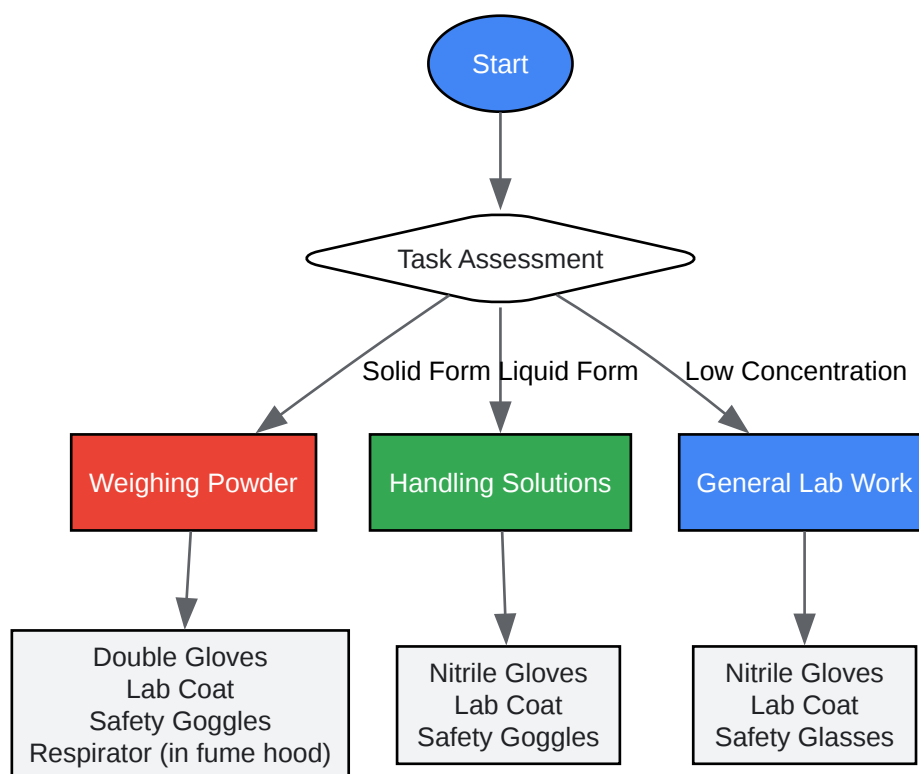 Start
Task Assessment
Solid Form
Liquid Form
Low Concentration
Weighing Powder
Handling Solutions
General Lab Work
Double Gloves
Lab Coat
Safety Goggles
Respirator (in fume hood)
Nitrile Gloves
Lab Coat
Safety Goggles
Nitrile Gloves
Lab Coat
Safety Glasses